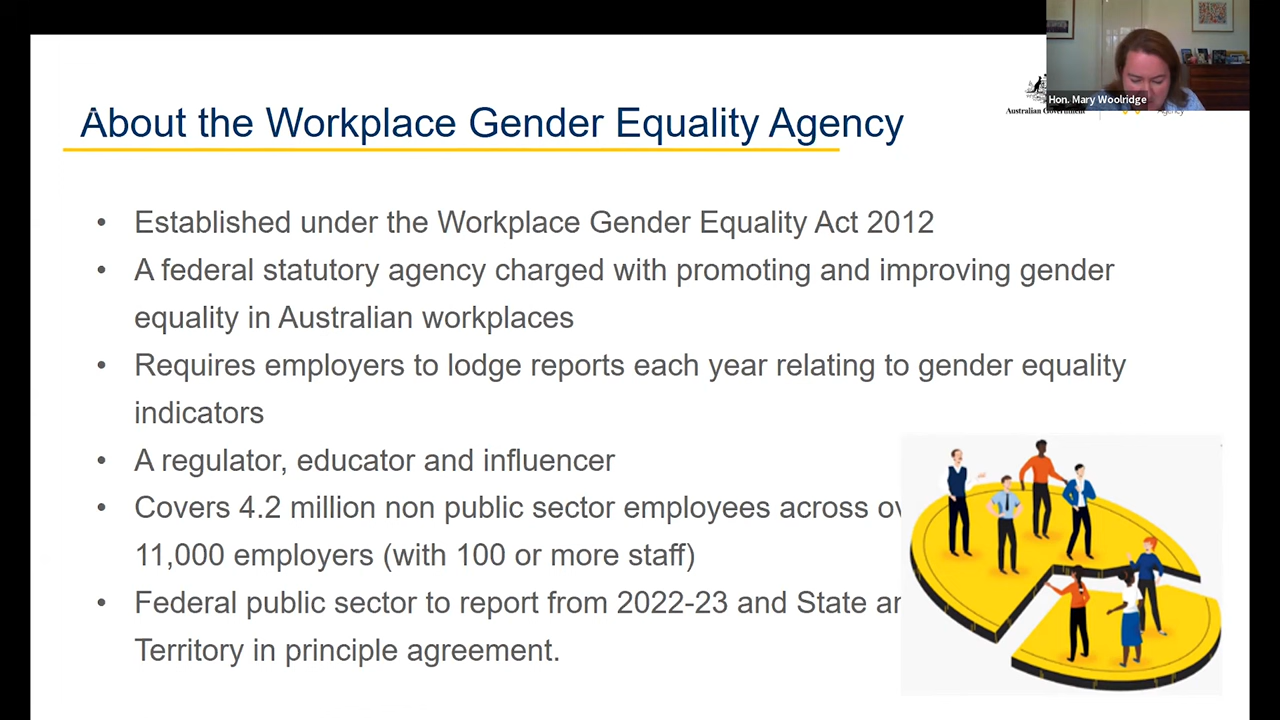 Hon. Mary Woolridge
Australian Government
Agency
About the Workplace Gender Equality Agency
• Established under the Workplace Gender Equality Act 2012
• A federal statutory agency charged with promoting and improving gender
equality in Australian workplaces
• Requires employers to lodge reports each year relating to gender equality
indicators
• A regulator, educator and influencer
• Covers 4.2 million non public sector employees across
11,000 employers (with 100 or more staff)
• Federal public sector to report from 2022-23 and State
Territory in principle agreement.